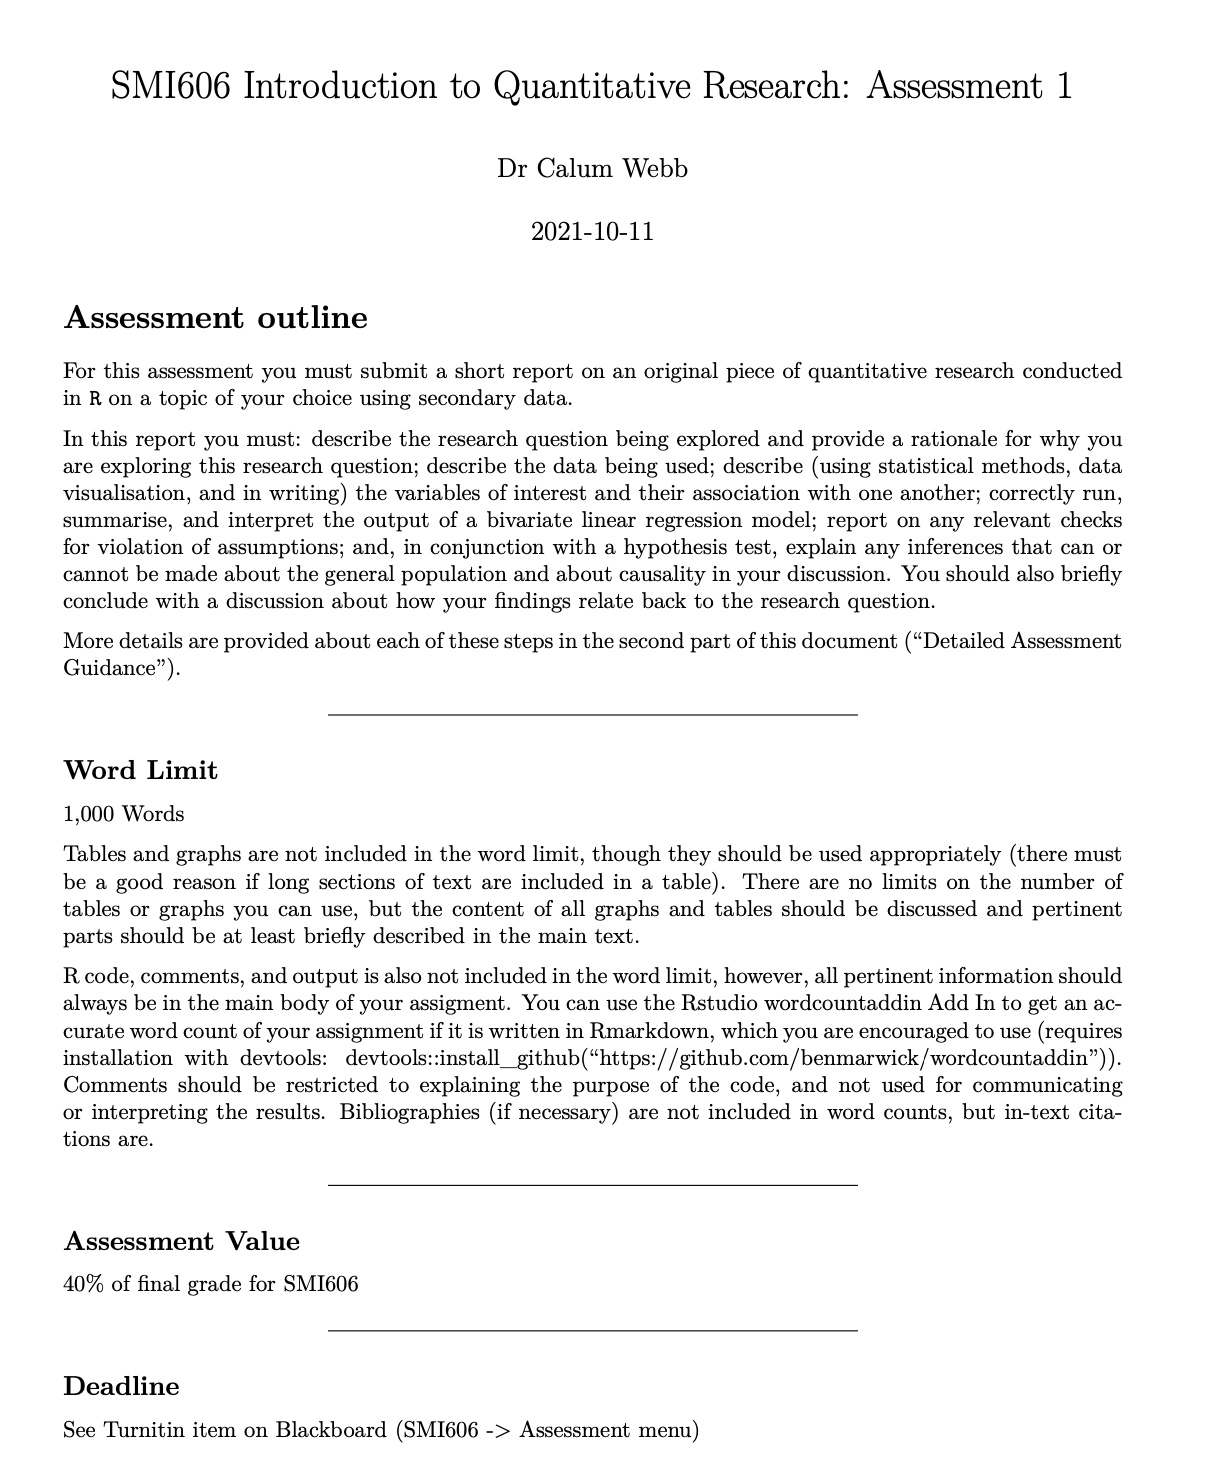 SMI606 Introduction to Quantitative Research: Assessment 1
Dr Calum Webb
2021-10-11
Assessment outline
For this assessment you must submit a short report on an original piece of quantitative research conducted
in R on a topic of your choice using secondary data.
In this report you must: describe the research question being explored and provide a rationale for why you
are exploring this research question; describe the data being used; describe (using statistical methods, data
visualisation, and in writing) the variables of interest and their association with one another; correctly run,
summarise, and interpret the output of a bivariate linear regression model; report on any relevant checks
for violation of assumptions; and, in conjunction with a hypothesis test, explain any inferences that can or
cannot be made about the general population and about causality in your discussion. You should also briefly
conclude with a discussion about how your findings relate back to the research question.
More details are provided about each of these steps in the second part of this document (“Detailed Assessment
Guidance”).
Word Limit
1,000 Words
Tables and graphs are not included in the word limit, though they should be used appropriately (there must
be a good reason if long sections of text are included in a table). There are no limits on the number of
tables or graphs you can use, but the content of all graphs and tables should be discussed and pertinent
parts should be at least briefly described in the main text.
R code, comments, and output is also not included in the word limit, however, all pertinent information should
always be in the main body of your assigment. You can use the Rstudio wordcountaddin Add In to get an ac-
curate word count of your assignment if it is written in Rmarkdown, which you are encouraged to use (requires
installation with devtools: devtools::install_github(“https://github.com/benmarwick/wordcountaddin”)).
Comments should be restricted to explaining the purpose of the code, and not used for communicating
or interpreting the results. Bibliographies (if necessary) are not included in word counts, but in-text cita-
tions are.
Assessment Value
40% of final grade for SMI606
Deadline
See Turnitin item on Blackboard (SMI606 -> Assessment menu)